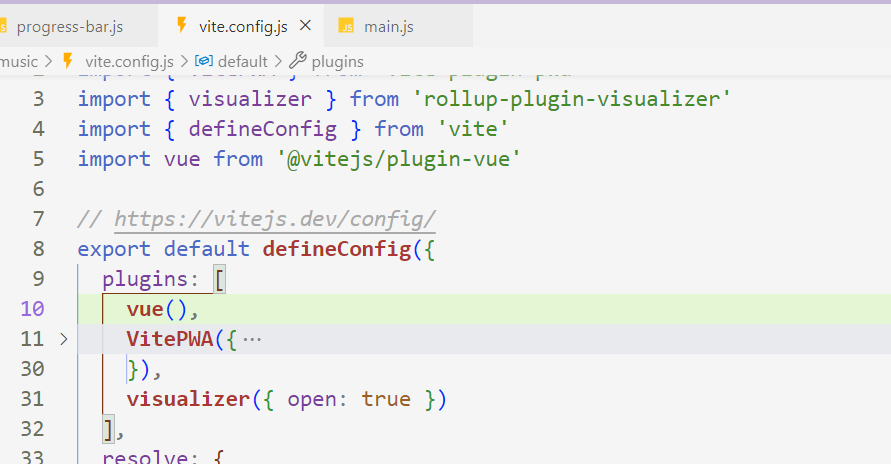 progress-bar.js vite.config.js × main.js
music > vite.config.js > default > plugins
3 import { visualizer } from 'rollup-plugin-visualizer'
4 import { defineConfig } from 'vite'
5 import vue from '@vitejs/plugin-vue'
6
7 // https://vitejs.dev/config/
8 export default defineConfig({
9 plugins: [
10 vue(),
11 > VitePWA({ ···
30 }),
31 visualizer({ open: true })
32 ],
33 resolve: {